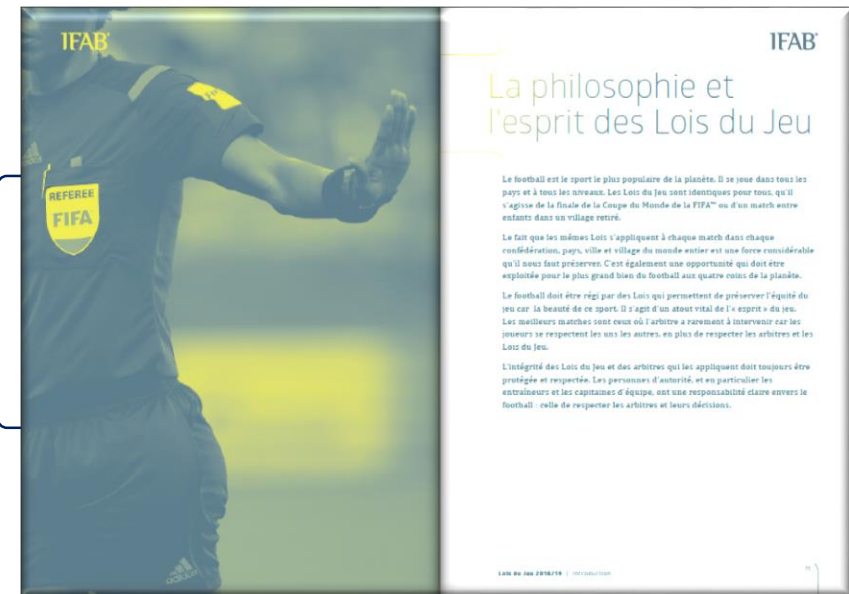 IFAB
REFEREE
FIFA
IFAB
La philosophie et
l'esprit des Lois du Jeu
Le football est le sport le plus populaire de la planète. Il se joue dans tous les
pays et à tous les niveaux. Les Lois du Jeu sont identiques pour tous, qu'il
s'agisse de la finale de la Coupe du Monde de la FIFA™ ou d'un match entre
enfants dans un village retiré.
Le fait que les mêmes Lois s'appliquent à chaque match dans chaque
confédération, pays, ville et village du monde entier est une force considérable
qu'il nous faut préserver. C'est également une opportunité qui doit être
exploitée pour le plus grand bien du football aux quatre coins de la planète.
Le football doit être régi par des Lois qui permettent de préserver l'équité du
jeu car la beauté de ce sport. Il s'agit d'un atout vital de l'« esprit » du jeu.
Les meilleurs matches sont ceux où l'arbitre a rarement à intervenir car les
joueurs se respectent les uns les autres, en plus de respecter les arbitres et les
Lois du Jeu.
L'intégrité des Lois du Jeu et des arbitres qui les appliquent doit toujours être
protégée et respectée. Les personnes d'autorité, et en particulier les
entraîneurs et les capitaines d'équipe, ont une responsabilité claire envers le
football - celle de respecter les arbitres et leurs décisions.
adidas
Lois du Jeu 2018/19 | Introduction